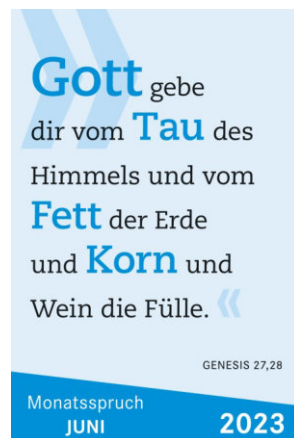 Gott gebe
dir vom Tau des
Himmels und vom
Fett der Erde
und Korn und
Wein die Fülle. «
GENESIS 27,28
Monatsspruch
JUNI 2023